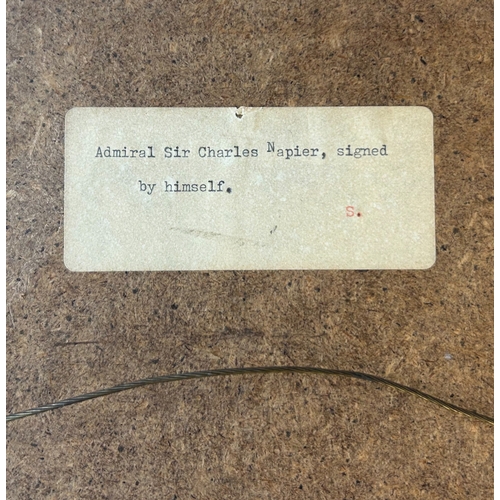 Admiral Sir Charles Napier, signed
by himself.
S.